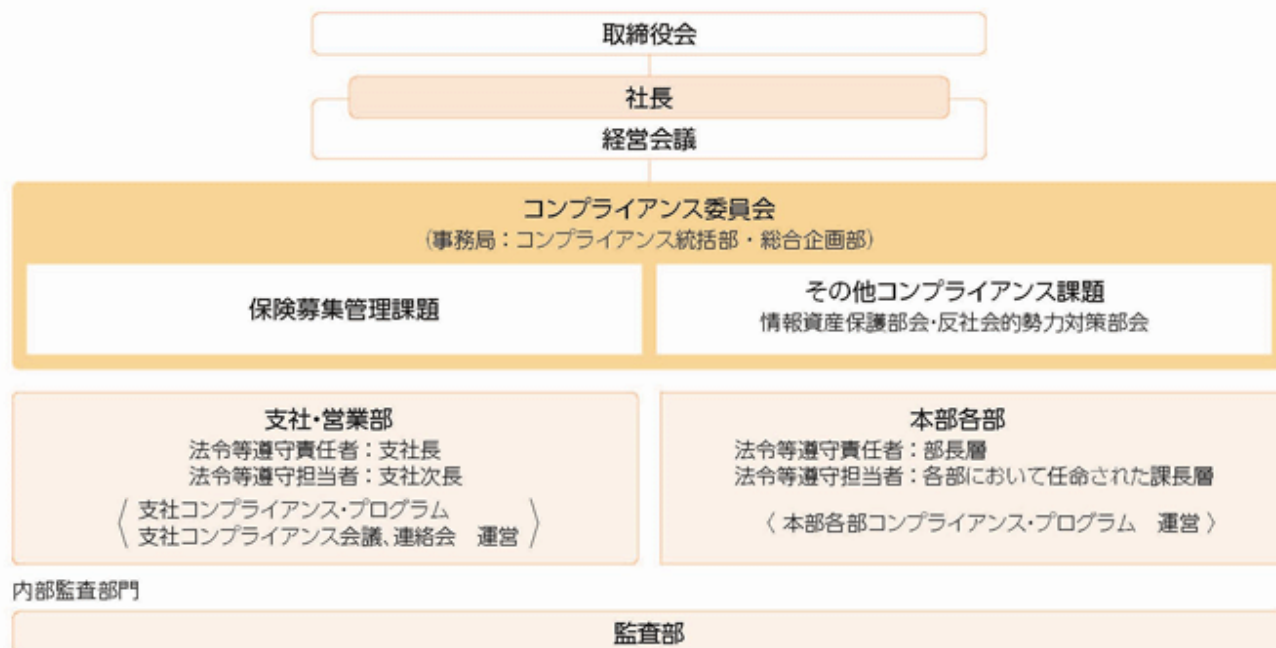 取締役会
社長
経営会議
コンプライアンス委員会
(事務局：コンプライアンス統括部・総合企画部)
保険募集管理課題
その他コンプライアンス課題
情報資産保護部会・反社会的勢力対策部会
支社・営業部
法令等遵守責任者：支社長
法令等遵守担当者：支社次長
支社コンプライアンス・プログラム
支社コンプライアンス会議、連絡会　運営
本部各部
法令等遵守責任者：部長層
法令等遵守担当者：各部において任命された課長層
〈 本部各部コンプライアンス・プログラム　運営 〉
内部監査部門
監査部